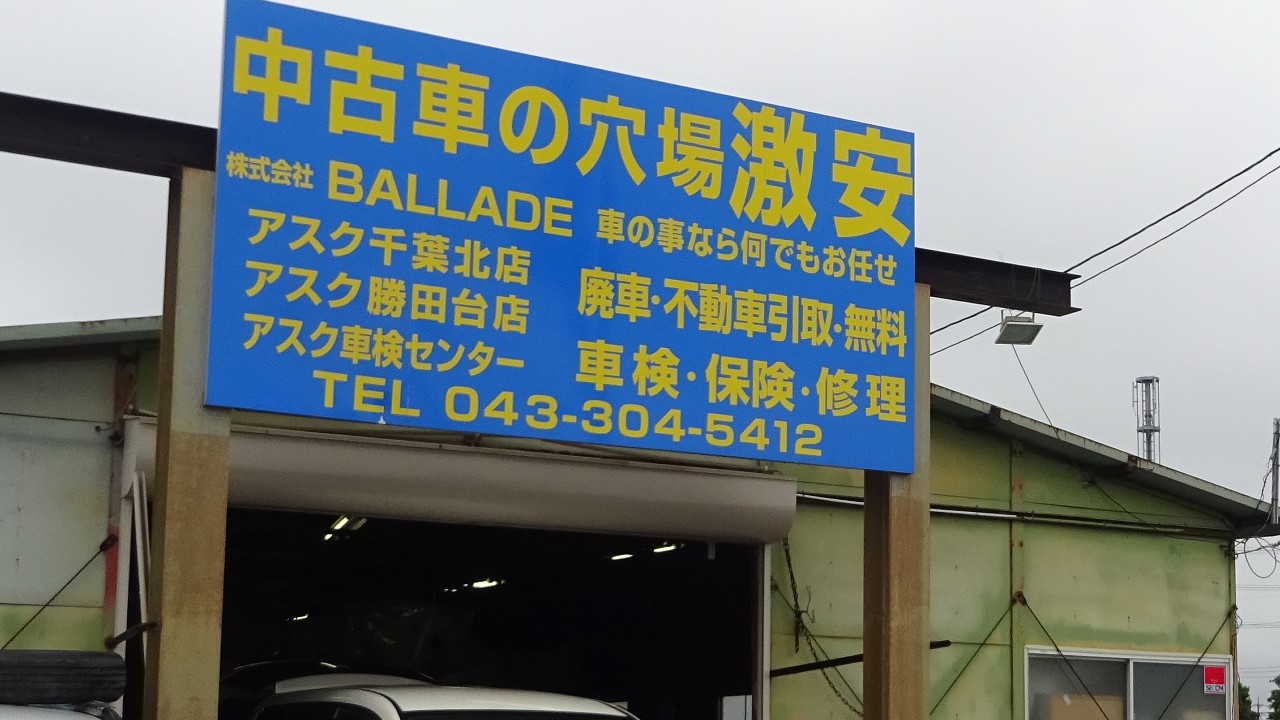 中古車の穴場激安
株式会社 BALLADE 車の事なら何でもお任せ
アスク千葉北店
アスク勝田台店 廃車・不動車引取・無料
アスク車検センター 車検・保険・修理
TEL 043-304-5412